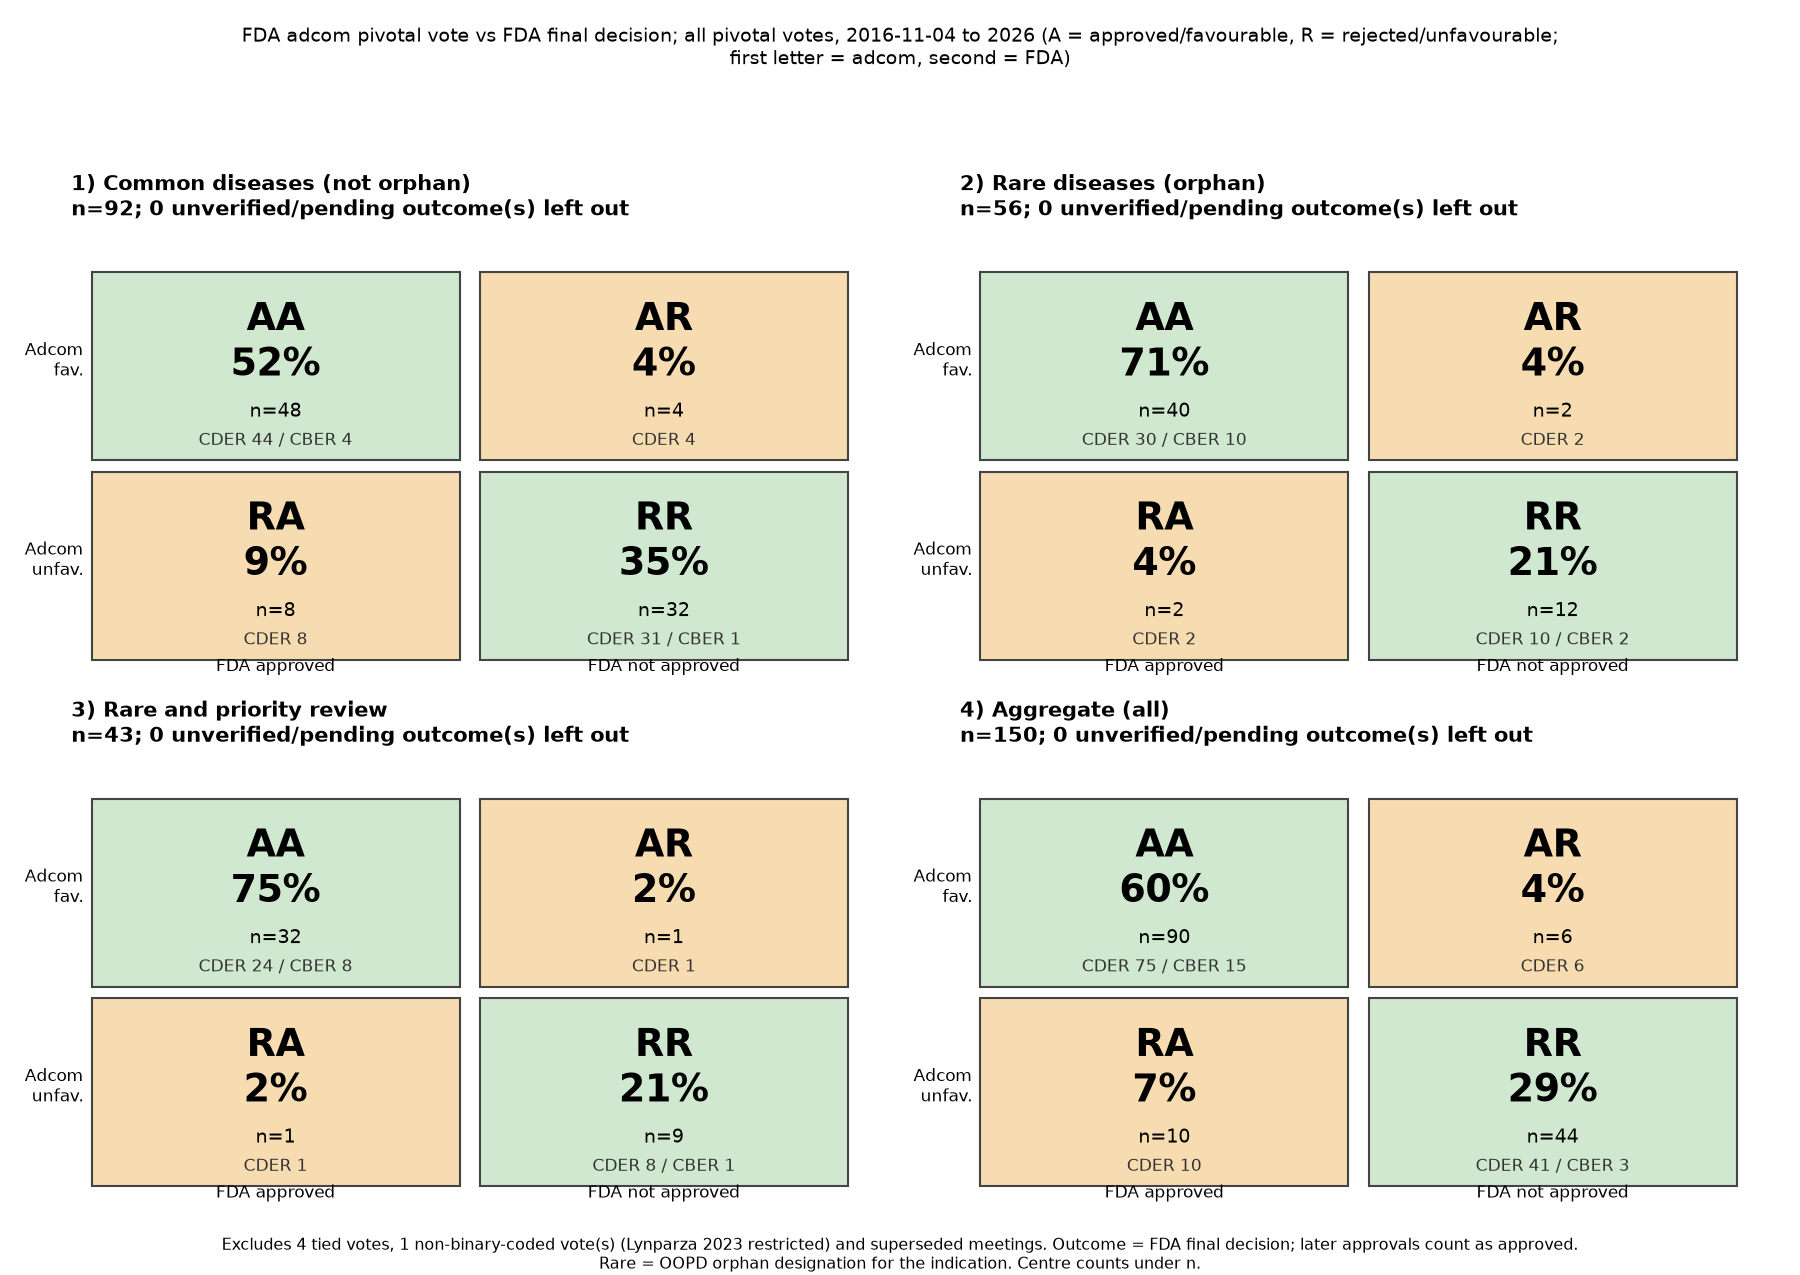 FDA adcom pivotal vote vs FDA final decision; all pivotal votes, 2016-11-04 to 2026 (A = approved/favourable, R = rejected/unfavourable;
first letter = adcom, second = FDA)
1) Common diseases (not orphan)
n=92; 0 unverified/pending outcome(s) left out
Adcom
fav.
AA
52%
n=48
CDER 44 / CBER 4
AR
4%
n=4
CDER 4
Adcom
unfav.
RA
9%
n=8
CDER 8
FDA approved
RR
35%
n=32
CDER 31 / CBER 1
FDA not approved
2) Rare diseases (orphan)
n=56; 0 unverified/pending outcome(s) left out
Adcom
fav.
AA
71%
n=40
CDER 30 / CBER 10
AR
4%
n=2
CDER 2
Adcom
unfav.
RA
4%
n=2
CDER 2
FDA approved
RR
21%
n=12
CDER 10 / CBER 2
FDA not approved
3) Rare and priority review
n=43; 0 unverified/pending outcome(s) left out
Adcom
fav.
AA
75%
n=32
CDER 24 / CBER 8
AR
2%
n=1
CDER 1
Adcom
unfav.
RA
2%
n=1
CDER 1
FDA approved
RR
21%
n=9
CDER 8 / CBER 1
FDA not approved
4) Aggregate (all)
n=150; 0 unverified/pending outcome(s) left out
Adcom
fav.
AA
60%
n=90
CDER 75 / CBER 15
AR
4%
n=6
CDER 6
Adcom
unfav.
RA
7%
n=10
CDER 10
FDA approved
RR
29%
n=44
CDER 41 / CBER 3
FDA not approved
Excludes 4 tied votes, 1 non-binary-coded vote(s) (Lynparza 2023 restricted) and superseded meetings. Outcome = FDA final decision; later approvals count as approved.
Rare = OOPD orphan designation for the indication. Centre counts under n.